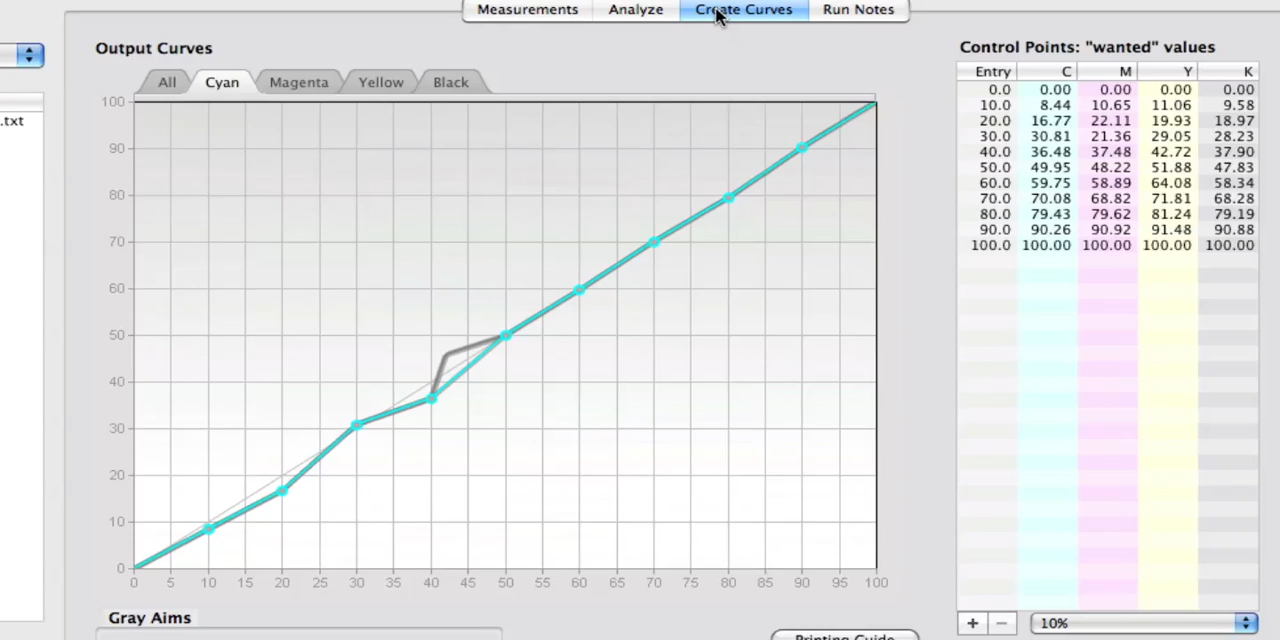 Measurements Analyze Create Curves Run Notes
Output Curves
Control Points: "wanted" values
All Cyan Magenta Yellow Black
Entry C M Y K
0.0 0.00 0.00 0.00 0.00
10.0 8.44 10.65 11.06 9.58
20.0 16.77 22.11 19.93 18.97
30.0 30.81 21.36 29.05 28.23
40.0 36.48 37.48 42.72 37.90
50.0 49.95 48.22 51.88 47.83
60.0 59.75 58.89 64.08 58.34
70.0 70.08 68.82 71.81 68.28
80.0 79.43 79.62 81.24 79.19
90.0 90.26 90.92 91.48 90.88
100.0 100.00 100.00 100.00 100.00
.txt
100
90
80
70
60
50
40
30
20
10
0
0 5 10 15 20 25 30 35 40 45 50 55 60 65 70 75 80 85 90 95 100
Gray Aims
+ − 10%
Printing Guide